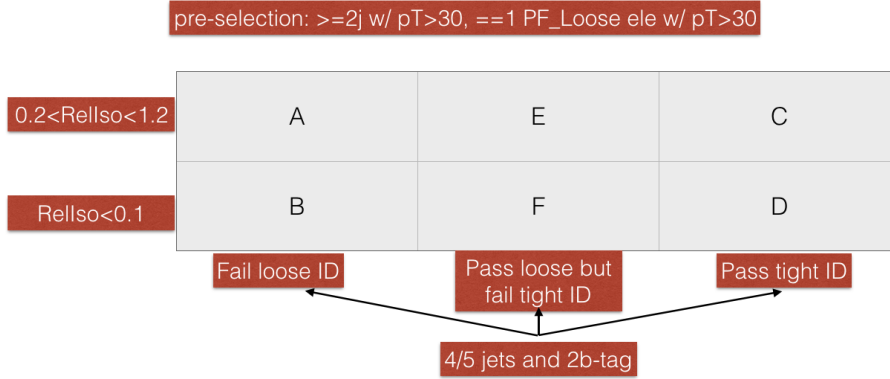 pre-selection: >=2j w/ pT>30, ==1 PF_Loose ele w/ pT>30
0.2<RelIso<1.2
A
E
C
RelIso<0.1
B
F
D
Fail loose ID
Pass loose but
fail tight ID
Pass tight ID
4/5 jets and 2b-tag